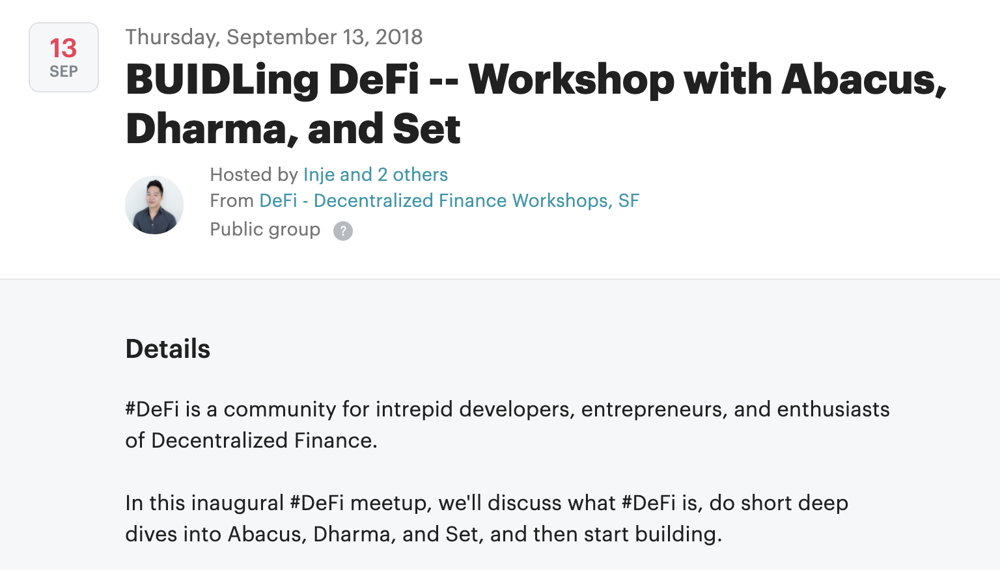 13
SEP
Thursday, September 13, 2018
BUIDLing DeFi -- Workshop with Abacus,
Dharma, and Set
Hosted by Inje and 2 others
From DeFi - Decentralized Finance Workshops, SF
Public group ?
Details
#DeFi is a community for intrepid developers, entrepreneurs, and enthusiasts
of Decentralized Finance.
In this inaugural #DeFi meetup, we'll discuss what #DeFi is, do short deep
dives into Abacus, Dharma, and Set, and then start building.